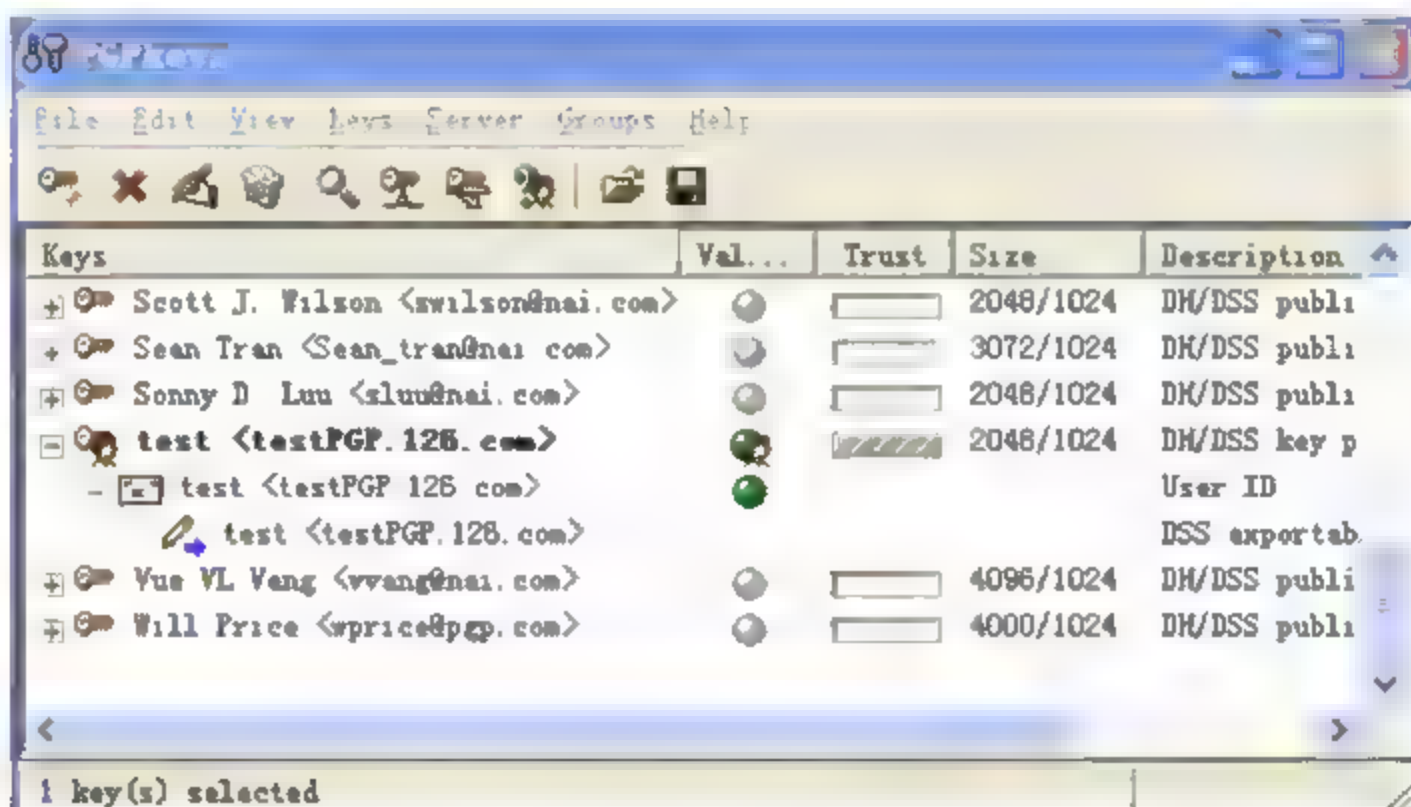 File Edit View Keys Server Groups Help
Keys Val... Trust Size Description
Scott J. Wilson <swilson@nai.com> 2048/1024 DH/DSS publi
Sean Tran <Sean_tran@nai com> 3072/1024 DH/DSS publi
Sonny D Luu <sluu@nai.com> 2048/1024 DH/DSS publi
test <testPGP.126.com> 2048/1024 DH/DSS key p
test <testPGP 126 com> User ID
test <testPGP.126.com> DSS exportab
Vue VL Vang <vvang@nai.com> 4096/1024 DH/DSS publi
Will Price <wprice@pgp.com> 4000/1024 DH/DSS publi
1 key(s) selected